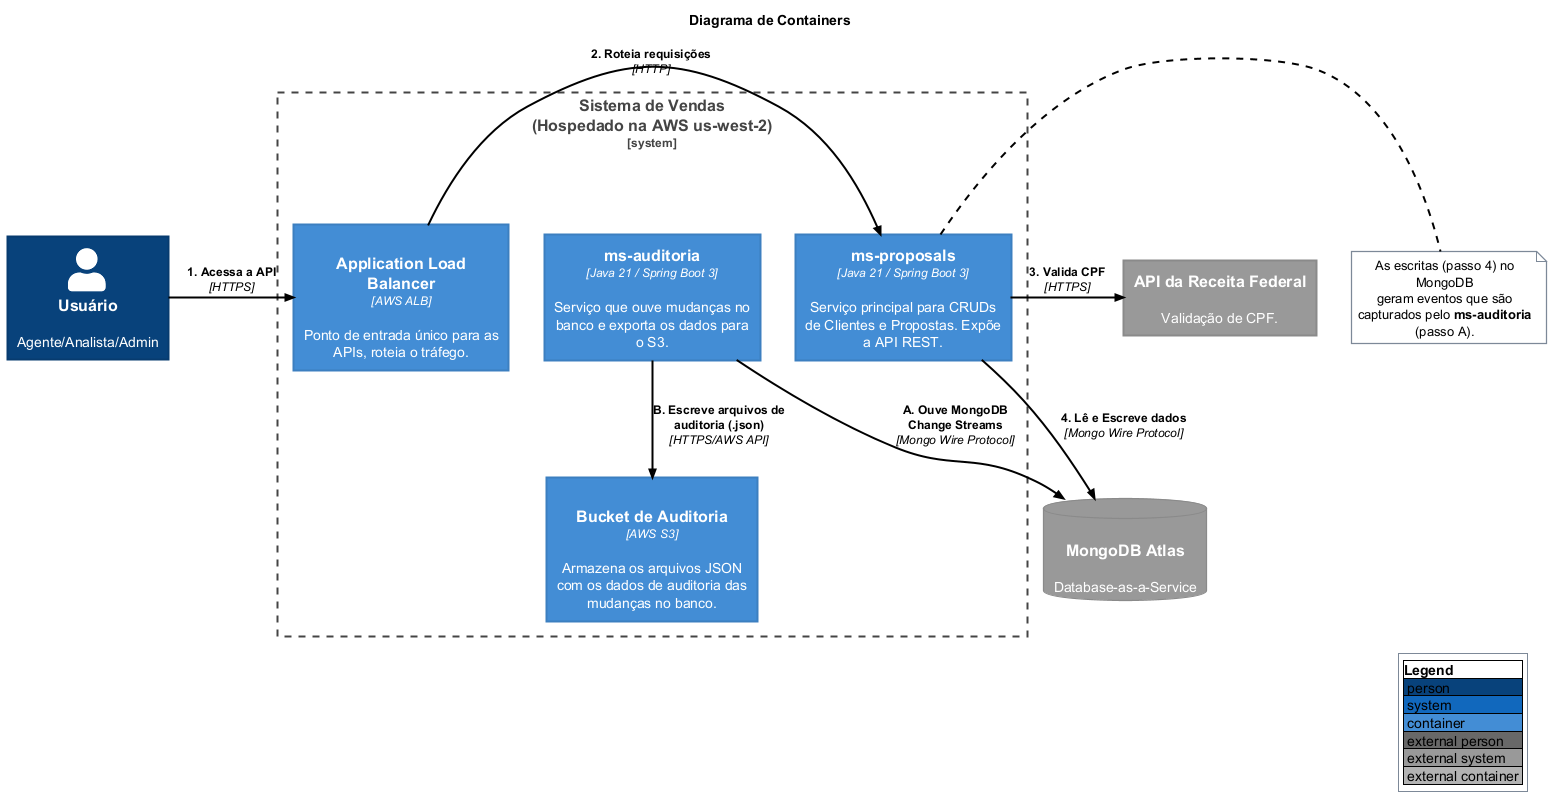 Diagrama de Containers
2. Roteia requisições
[HTTP]
Sistema de Vendas
(Hospedado na AWS us-west-2)
[system]
Usuário
Agente/Analista/Admin
1. Acessa a API
[HTTPS]
Application Load
Balancer
[AWS ALB]
Ponto de entrada único para as
APIs, roteia o tráfego.
ms-auditoria
[Java 21 / Spring Boot 3]
Serviço que ouve mudanças no
banco e exporta os dados para
o S3.
ms-proposals
[Java 21 / Spring Boot 3]
Serviço principal para CRUDs
de Clientes e Propostas. Expõe
a API REST.
3. Valida CPF
[HTTPS]
API da Receita Federal
Validação de CPF.
As escritas (passo 4) no
MongoDB
geram eventos que são
capturados pelo ms-auditoria
(passo A).
B. Escreve arquivos de
auditoria (.json)
[HTTPS/AWS API]
A. Ouve MongoDB
Change Streams
[Mongo Wire Protocol]
4. Lê e Escreve dados
[Mongo Wire Protocol]
Bucket de Auditoria
[AWS S3]
Armazena os arquivos JSON
com os dados de auditoria das
mudanças no banco.
MongoDB Atlas
Database-as-a-Service
Legend
person
system
container
external person
external system
external container